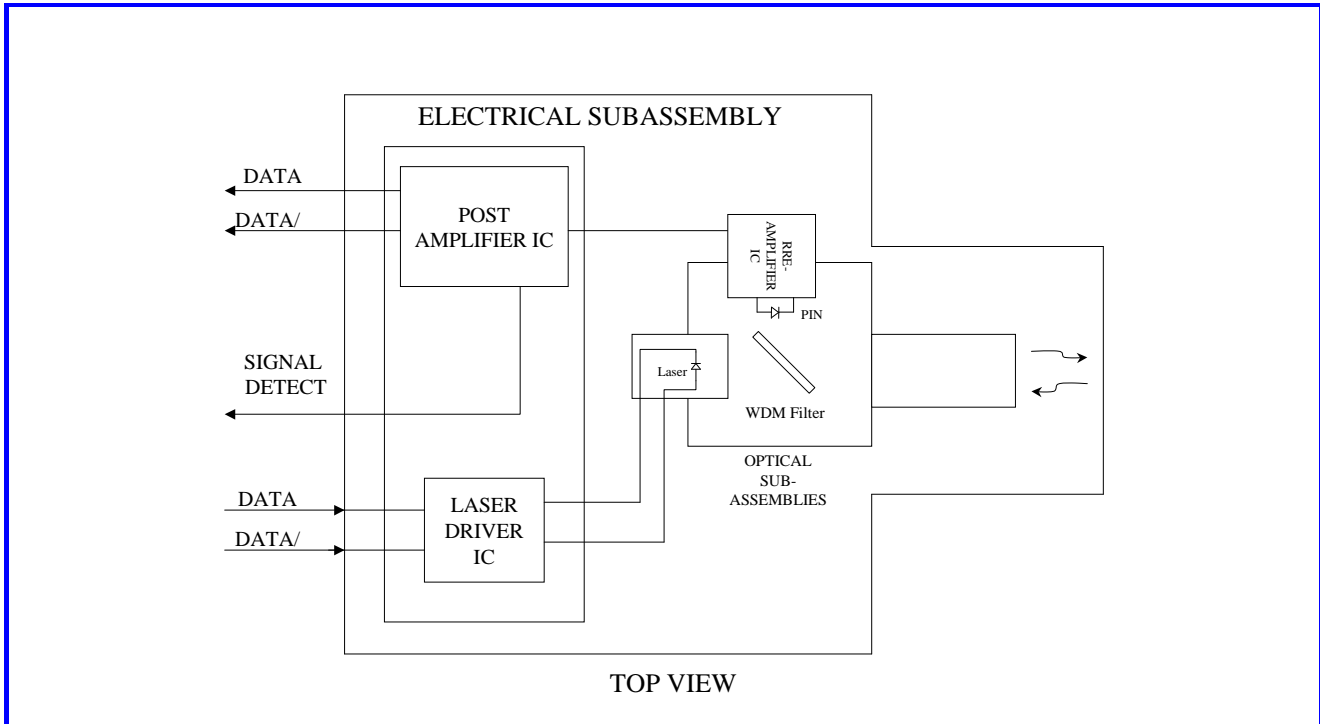 ELECTRICAL SUBASSEMBLY
DATA
DATA/
POST
AMPLIFIER IC
RRE-
AMPLIFIER
IC
PIN
SIGNAL
DETECT
Laser
WDM Filter
OPTICAL
SUB-
ASSEMBLIES
DATA
DATA/
LASER
DRIVER
IC
TOP VIEW